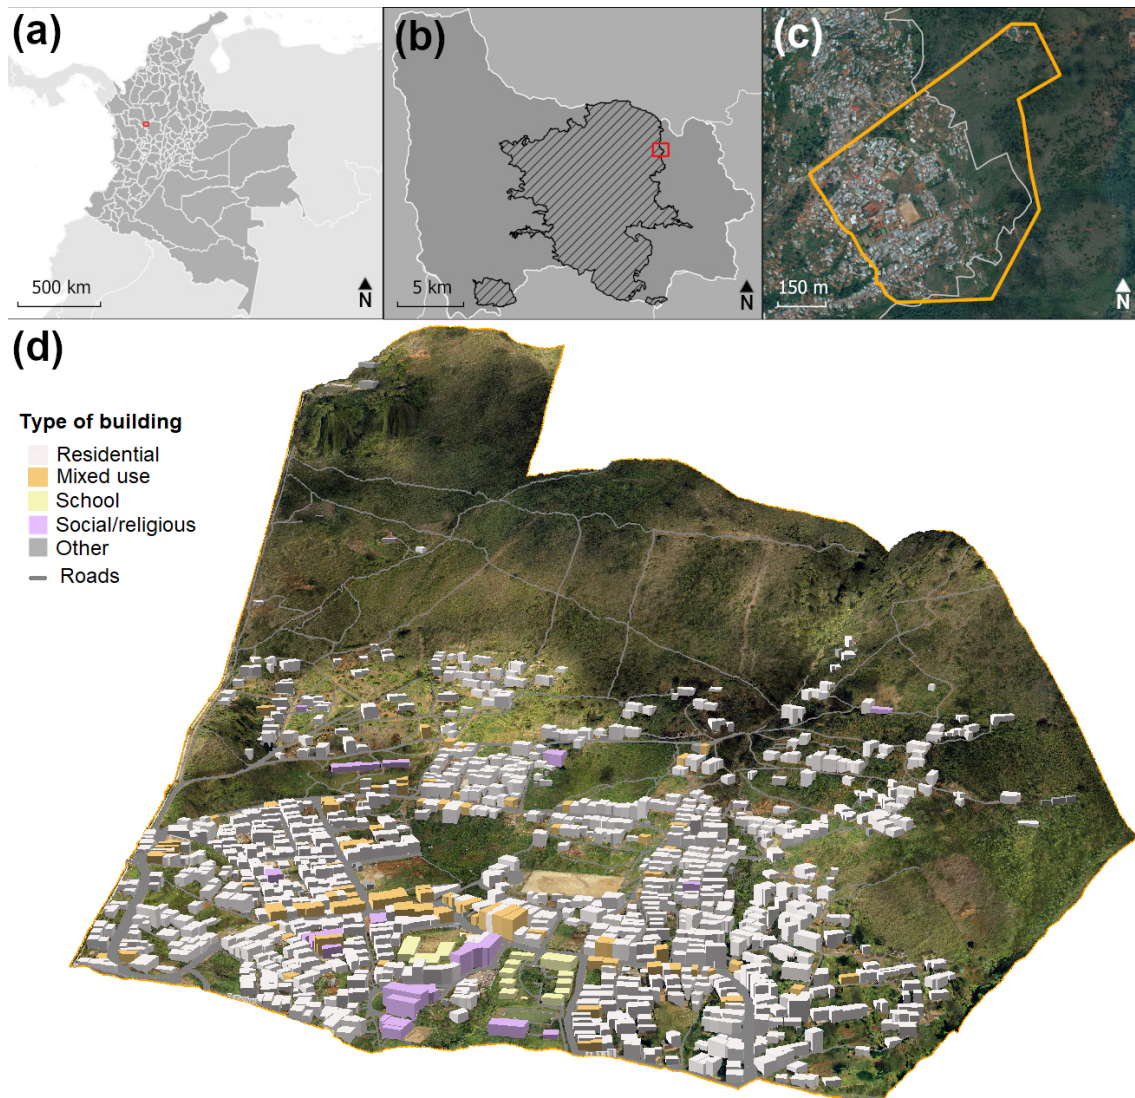 (a)
500 km
N
(b)
5 km
N
(c)
150 m
N
(d)
Type of building
Residential
Mixed use
School
Social/religious
Other
Roads